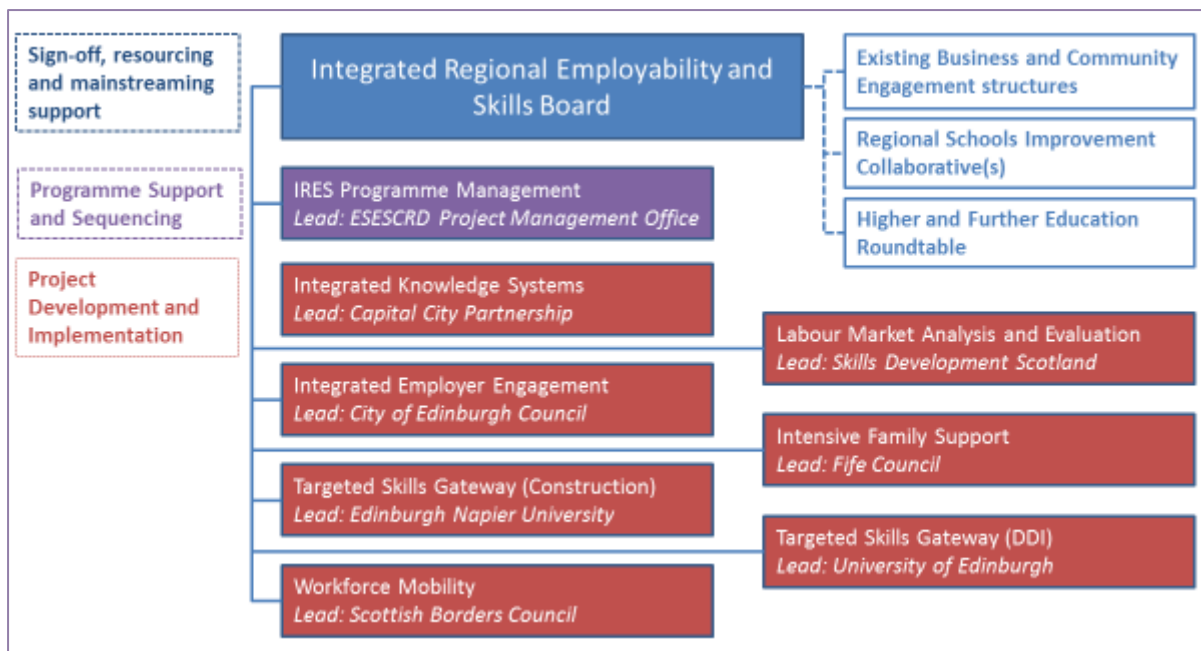 Sign-off, resourcing
and mainstreaming
support
Integrated Regional Employability and
Skills Board
Existing Business and Community
Engagement structures
Regional Schools Improvement
Collaborative(s)
Higher and Further Education
Roundtable
Programme Support
and Sequencing
IRES Programme Management
Lead: ESESCRD Project Management Office
Project
Development and
Implementation
Integrated Knowledge Systems
Lead: Capital City Partnership
Labour Market Analysis and Evaluation
Lead: Skills Development Scotland
Integrated Employer Engagement
Lead: City of Edinburgh Council
Intensive Family Support
Lead: Fife Council
Targeted Skills Gateway (Construction)
Lead: Edinburgh Napier University
Targeted Skills Gateway (DDI)
Lead: University of Edinburgh
Workforce Mobility
Lead: Scottish Borders Council